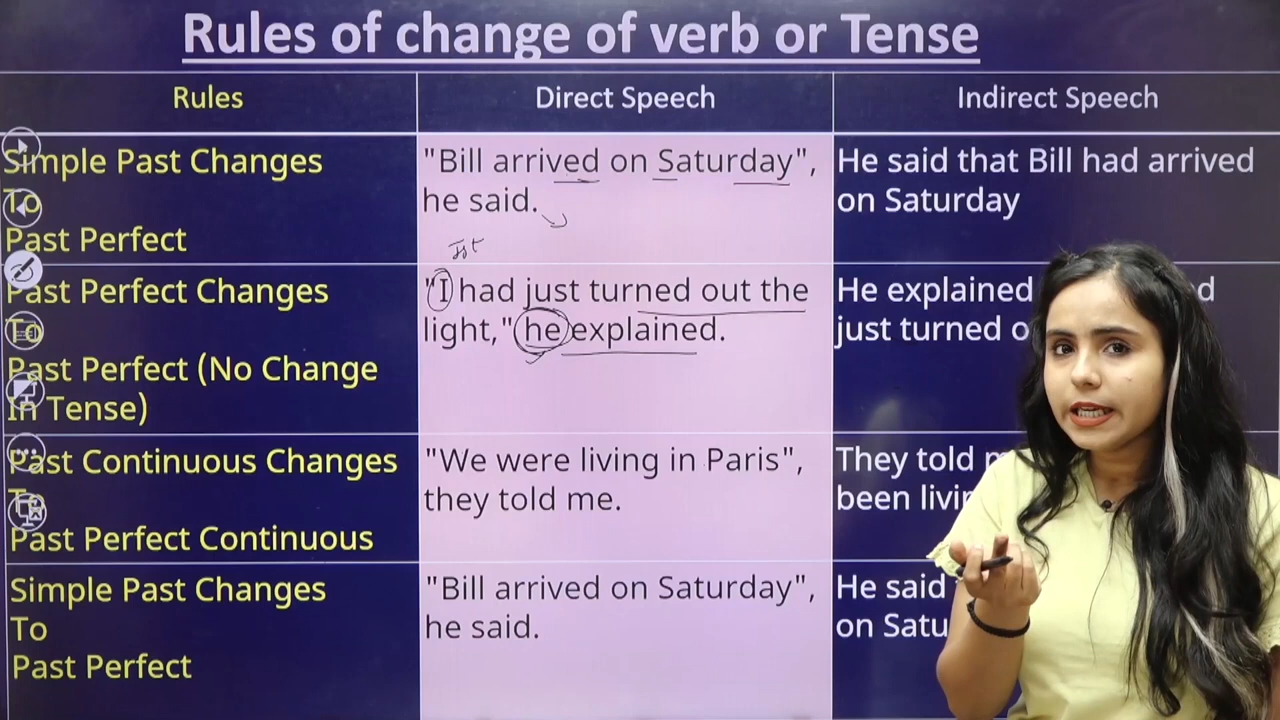 Rules of change of verb or Tense
Rules
Direct Speech
Indirect Speech
Simple Past Changes
To
Past Perfect
"Bill arrived on Saturday",
he said.
He said that Bill had arrived
on Saturday
Past Perfect Changes
To
Past Perfect (No Change
In Tense)
"I had just turned out the
light," he explained.
He explained
just turned
Past Continuous Changes
To
Past Perfect Continuous
"We were living in Paris",
they told me.
They told
been
Simple Past Changes
To
Past Perfect
"Bill arrived on Saturday",
he said.
He said
on